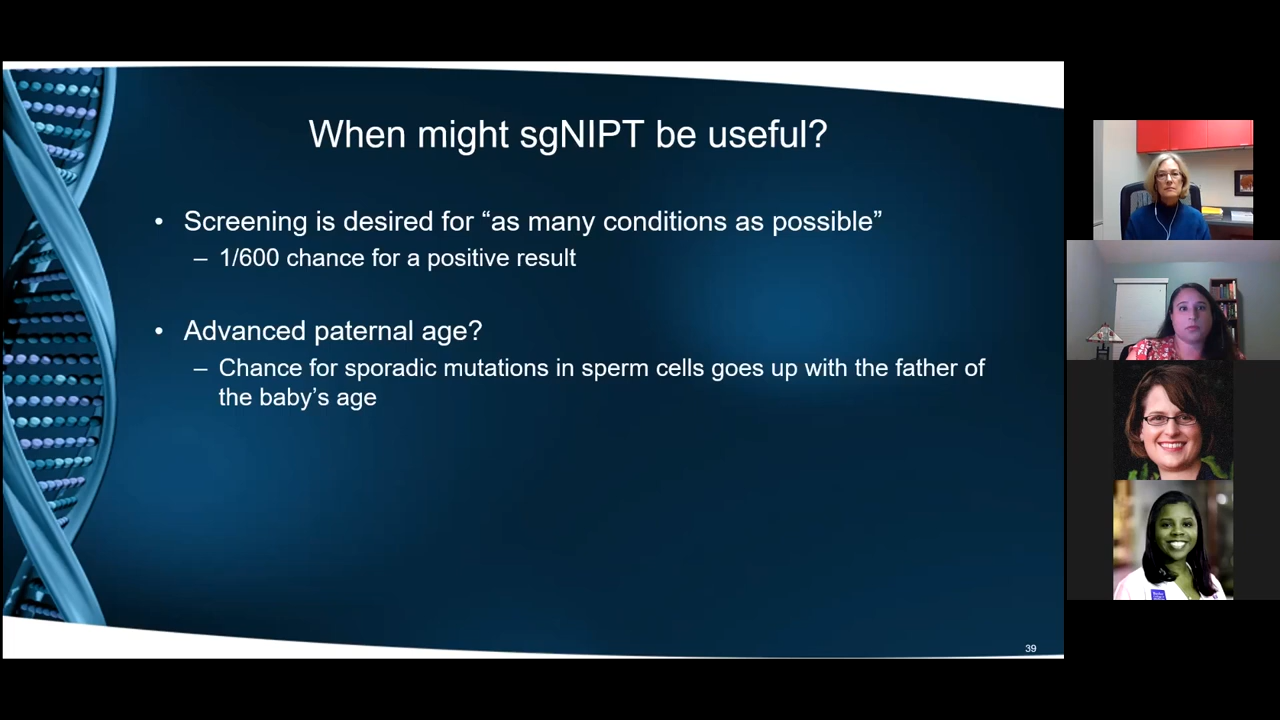 When might sgNIPT be useful?
• Screening is desired for “as many conditions as possible”
– 1/600 chance for a positive result
• Advanced paternal age?
– Chance for sporadic mutations in sperm cells goes up with the father of
the baby’s age
39